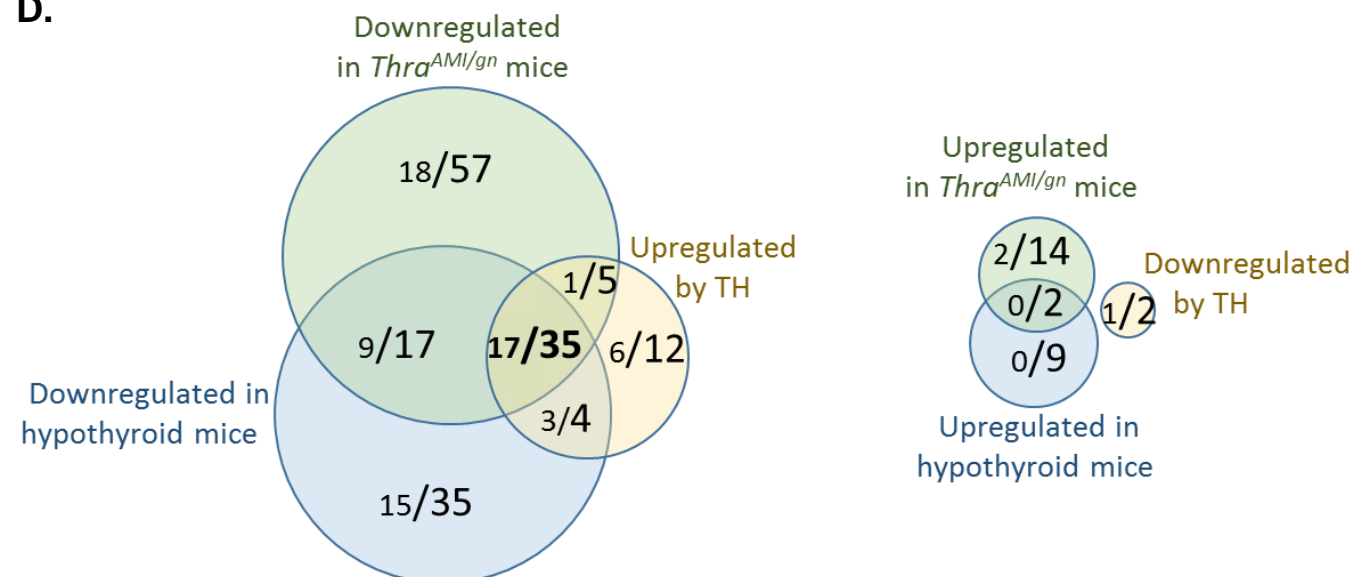 D.
Downregulated
in Thra^AMI/gn mice
18/57
Upregulated
by TH
1/5
9/17
17/35
6/12
Downregulated in
hypothyroid mice
3/4
15/35
Upregulated
in Thra^AMI/gn mice
2/14
Downregulated
by TH
0/2
1/2
0/9
Upregulated in
hypothyroid mice